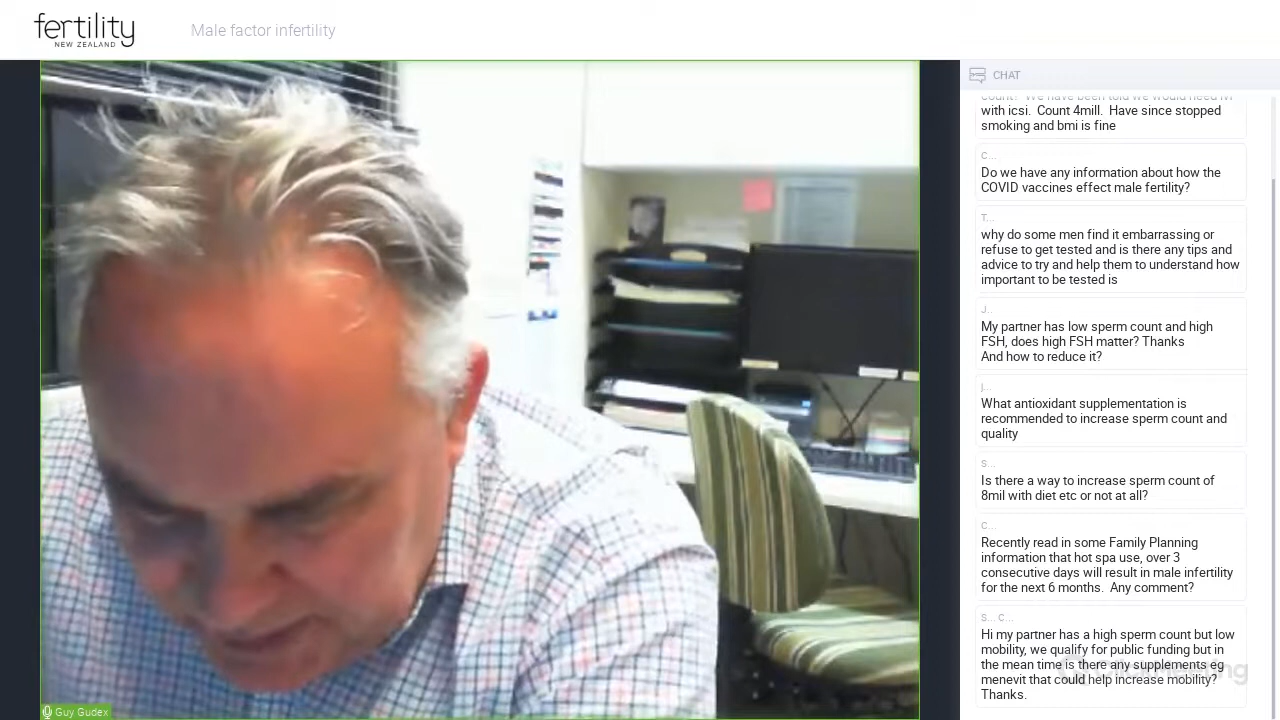 fertility
NEW ZEALAND
Male factor infertility
CHAT
with icsi. Count 4mill. Have since stopped
smoking and bmi is fine
C...
Do we have any information about how the
COVID vaccines effect male fertility?
T...
why do some men find it embarrassing or
refuse to get tested and is there any tips and
advice to try and help them to understand how
important to be tested is
J..
My partner has low sperm count and high
FSH, does high FSH matter? Thanks
And how to reduce it?
j...
What antioxidant supplementation is
recommended to increase sperm count and
quality
S...
Is there a way to increase sperm count of
8mil with diet etc or not at all?
C...
Recently read in some Family Planning
information that hot spa use, over 3
consecutive days will result in male infertility
for the next 6 months. Any comment?
S... C...
Hi my partner has a high sperm count but low
mobility, we qualify for public funding but in
the mean time is there any supplements eg
menevit that could help increase mobility?
Thanks.
Guy Gudex